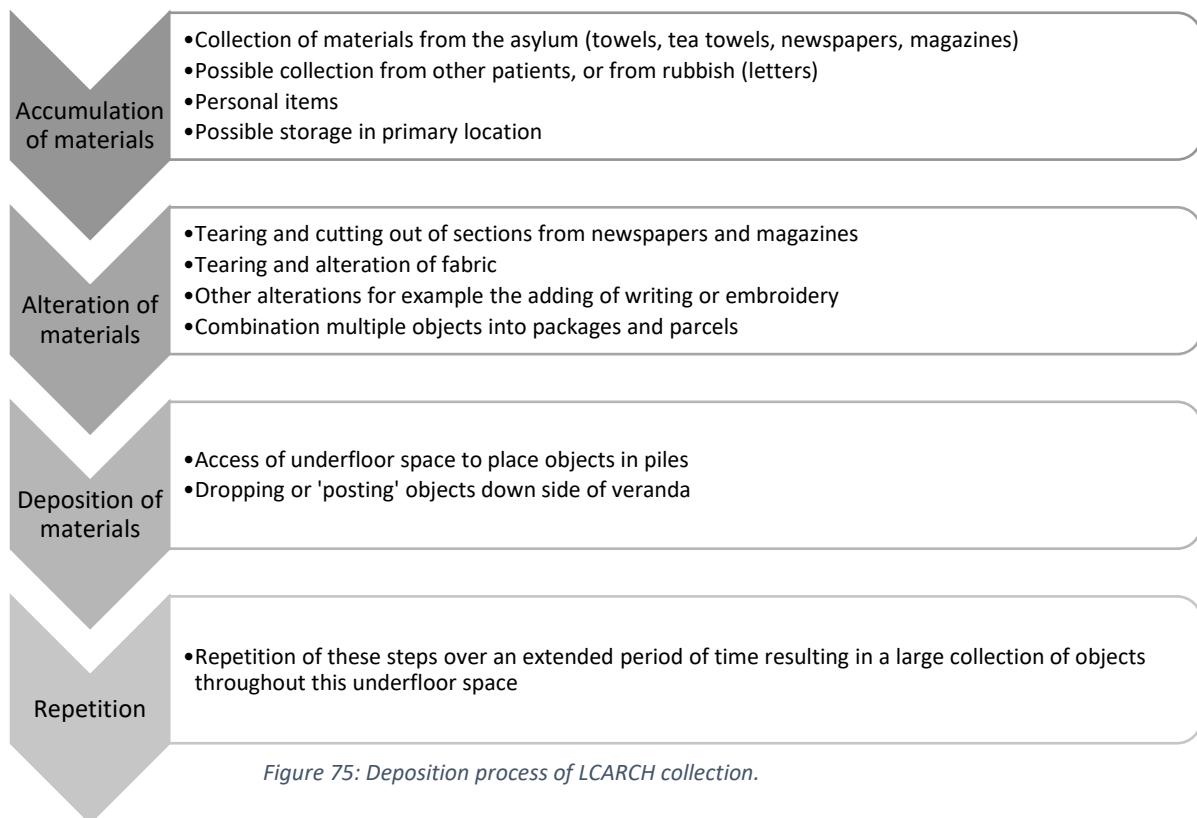 Accumulation
of materials
•Collection of materials from the asylum (towels, tea towels, newspapers, magazines)
•Possible collection from other patients, or from rubbish (letters)
•Personal items
•Possible storage in primary location
Alteration of
materials
•Tearing and cutting out of sections from newspapers and magazines
•Tearing and alteration of fabric
•Other alterations for example the adding of writing or embroidery
•Combination multiple objects into packages and parcels
Deposition of
materials
•Access of underfloor space to place objects in piles
•Dropping or 'posting' objects down side of veranda
Repetition
•Repetition of these steps over an extended period of time resulting in a large collection of objects
throughout this underfloor space
Figure 75: Deposition process of LCARCH collection.